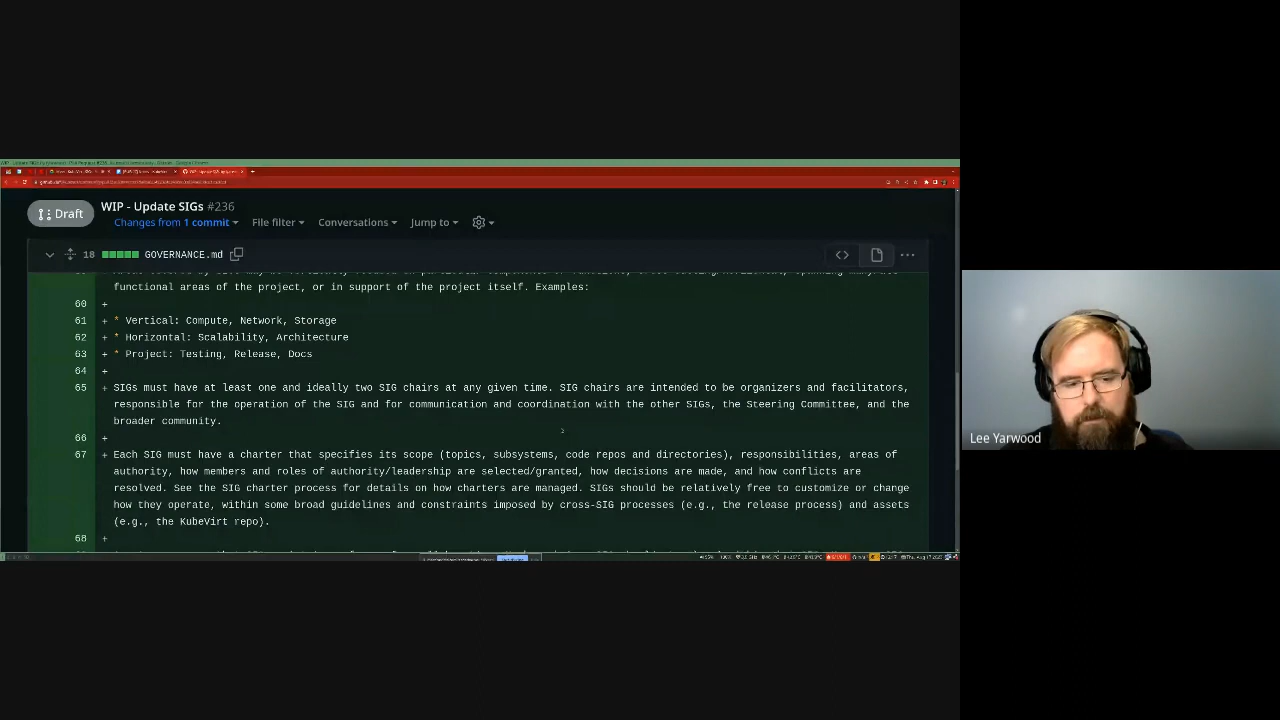 Draft
WIP - Update SIGs #236
Changes from 1 commit
File filter
Conversations
Jump to
18
GOVERNANCE.md
functional areas of the project, or in support of the project itself. Examples:
60 +
61 + * Vertical: Compute, Network, Storage
62 + * Horizontal: Scalability, Architecture
63 + * Project: Testing, Release, Docs
64 +
65 + SIGs must have at least one and ideally two SIG chairs at any given time. SIG chairs are intended to be organizers and facilitators,
responsible for the operation of the SIG and for communication and coordination with the other SIGs, the Steering Committee, and the
broader community.
66 +
67 + Each SIG must have a charter that specifies its scope (topics, subsystems, code repos and directories), responsibilities, areas of
authority, how members and roles of authority/leadership are selected/granted, how decisions are made, and how conflicts are
resolved. See the SIG charter process for details on how charters are managed. SIGs should be relatively free to customize or change
how they operate, within some broad guidelines and constraints imposed by cross-SIG processes (e.g., the release process) and assets
(e.g., the KubeVirt repo).
68 +
Lee Yarwood